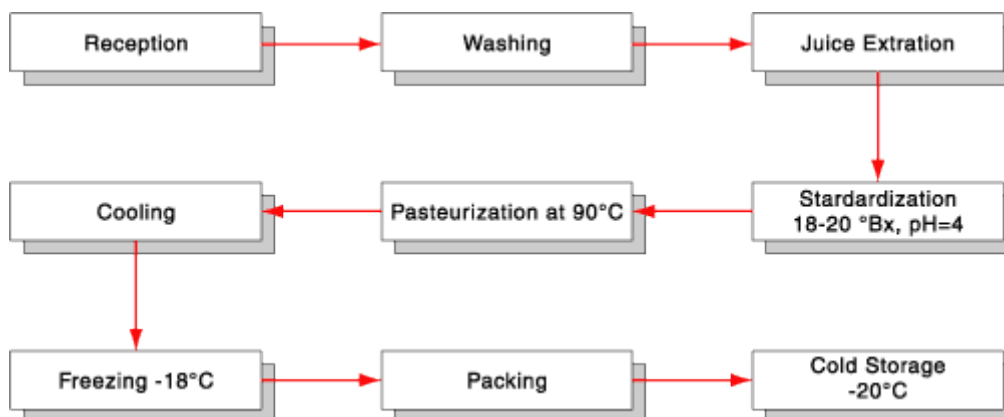 Reception
Washing
Juice Extration
Stardardization
18-20 °Bx, pH=4
Pasteurization at 90°C
Cooling
Freezing -18°C
Packing
Cold Storage
-20°C